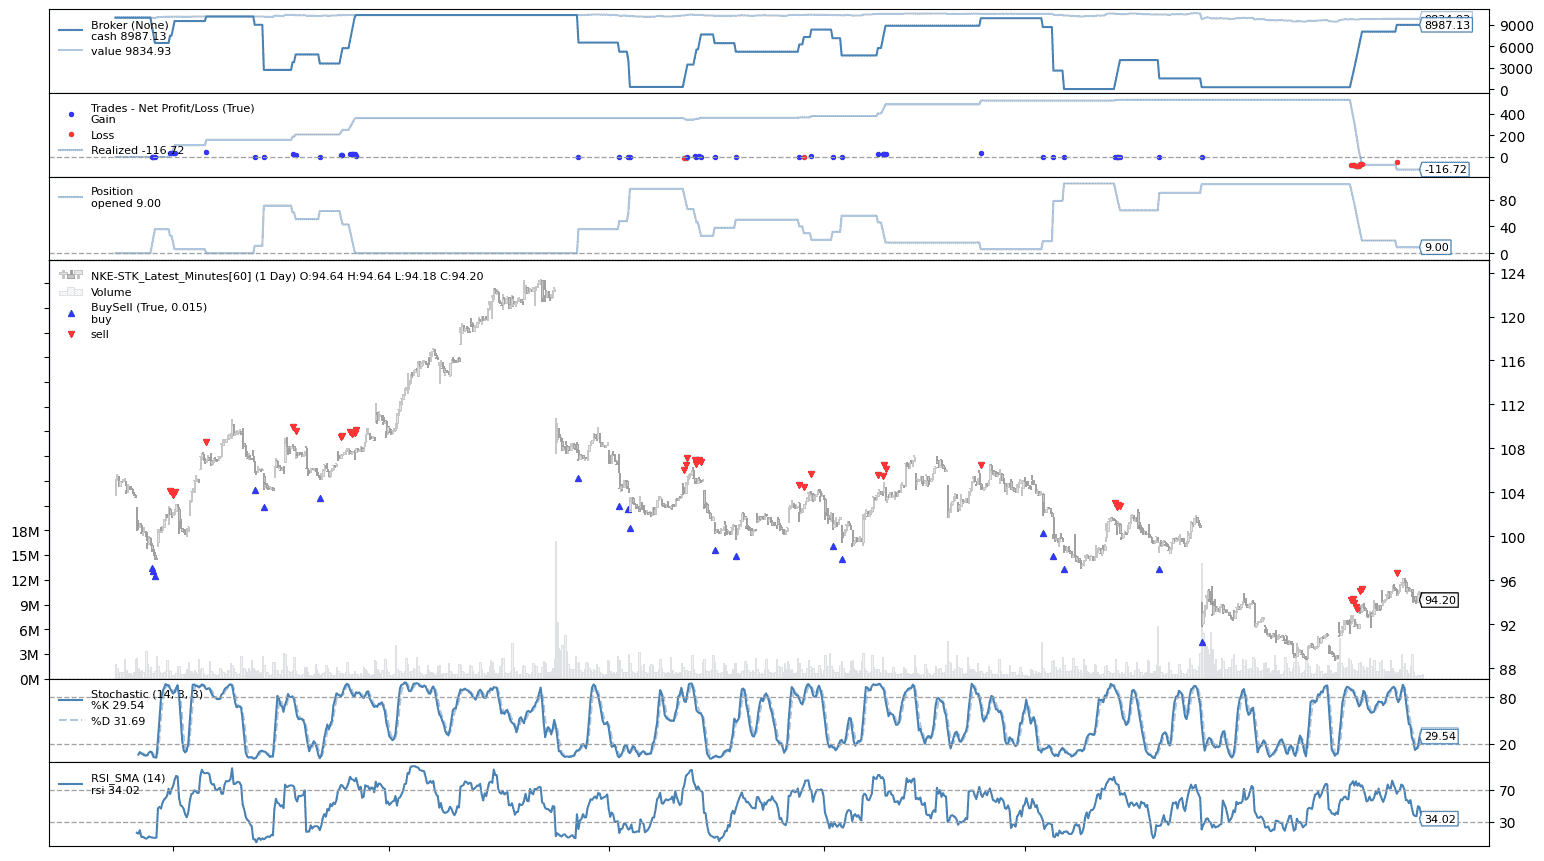 Broker (None)
cash 8987.13
value 9834.93
8987.13
9000
6000
3000
0
Trades - Net Profit/Loss (True)
Gain
Loss
Realized -116.72
400
200
0
-116.72
Position
opened 9.00
80
40
0
9.00
NKE-STK_Latest_Minutes[60] (1 Day) O:94.64 H:94.64 L:94.18 C:94.20
Volume
BuySell (True, 0.015)
buy
sell
124
120
116
112
108
104
100
96
92
88
94.20
18M
15M
12M
9M
6M
3M
0M
Stochastic (14, 3, 3)
%K 29.54
%D 31.69
80
20
29.54
RSI_SMA (14)
rsi 34.02
70
30
34.02